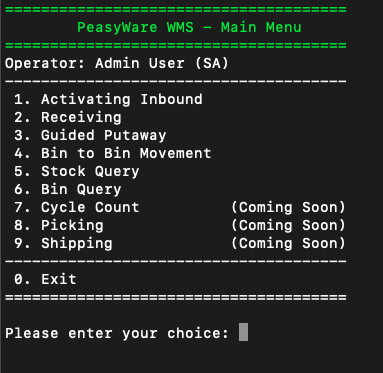 ======================================
PeasyWare WMS – Main Menu
======================================
Operator: Admin User (SA)
--------------------------------------
1. Activating Inbound
2. Receiving
3. Guided Putaway
4. Bin to Bin Movement
5. Stock Query
6. Bin Query
7. Cycle Count (Coming Soon)
8. Picking (Coming Soon)
9. Shipping (Coming Soon)
--------------------------------------
0. Exit
======================================
Please enter your choice: